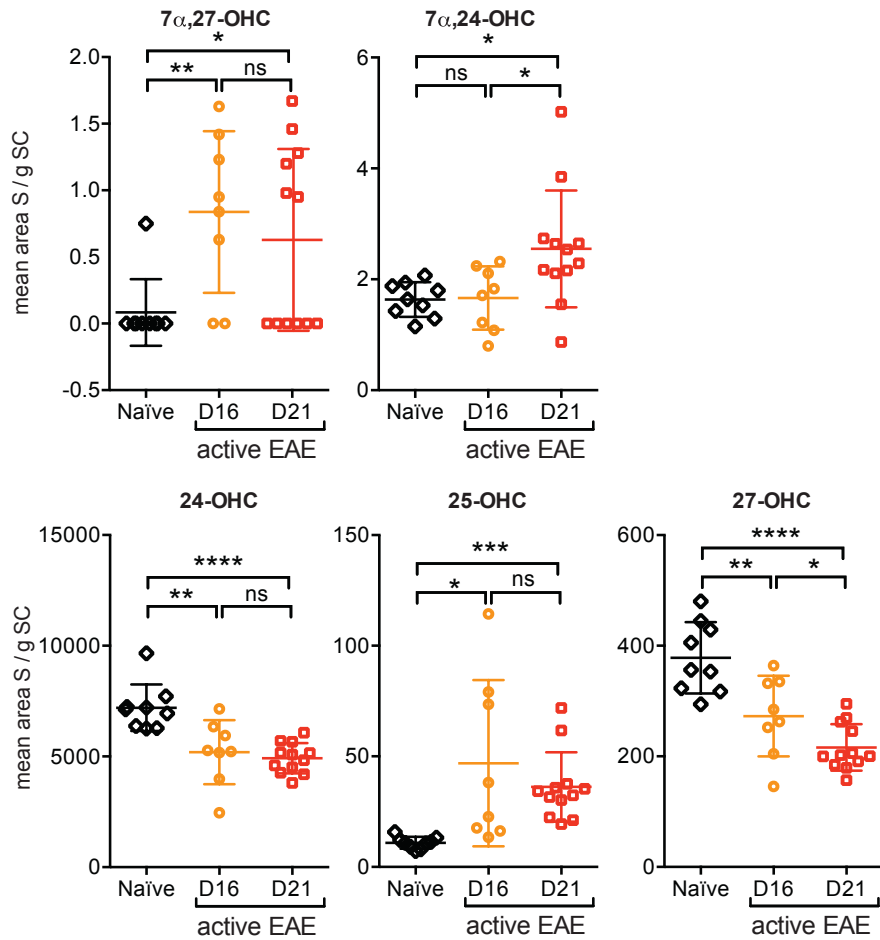 7α,27-OHC
mean area S / g SC
2.0
1.5
1.0
0.5
0.0
-0.5
*
**
ns
Naïve
D16
D21
active EAE
7α,24-OHC
6
4
2
0
*
ns
*
Naïve
D16
D21
active EAE
24-OHC
mean area S / g SC
15000
10000
5000
0
****
**
ns
Naïve
D16
D21
active EAE
25-OHC
150
100
50
0
***
*
ns
Naïve
D16
D21
active EAE
27-OHC
600
400
200
0
****
**
*
Naïve
D16
D21
active EAE